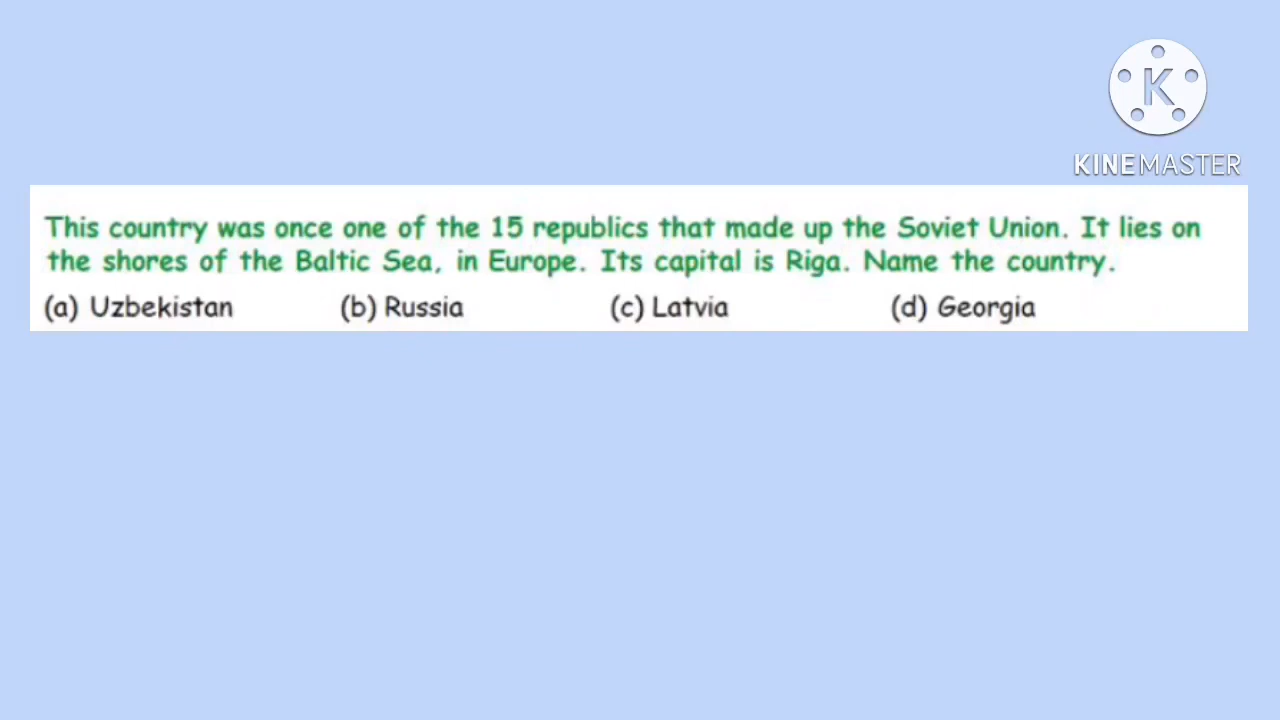 K
KINEMASTER
This country was once one of the 15 republics that made up the Soviet Union. It lies on
the shores of the Baltic Sea, in Europe. Its capital is Riga. Name the country.
(a) Uzbekistan (b) Russia (c) Latvia (d) Georgia